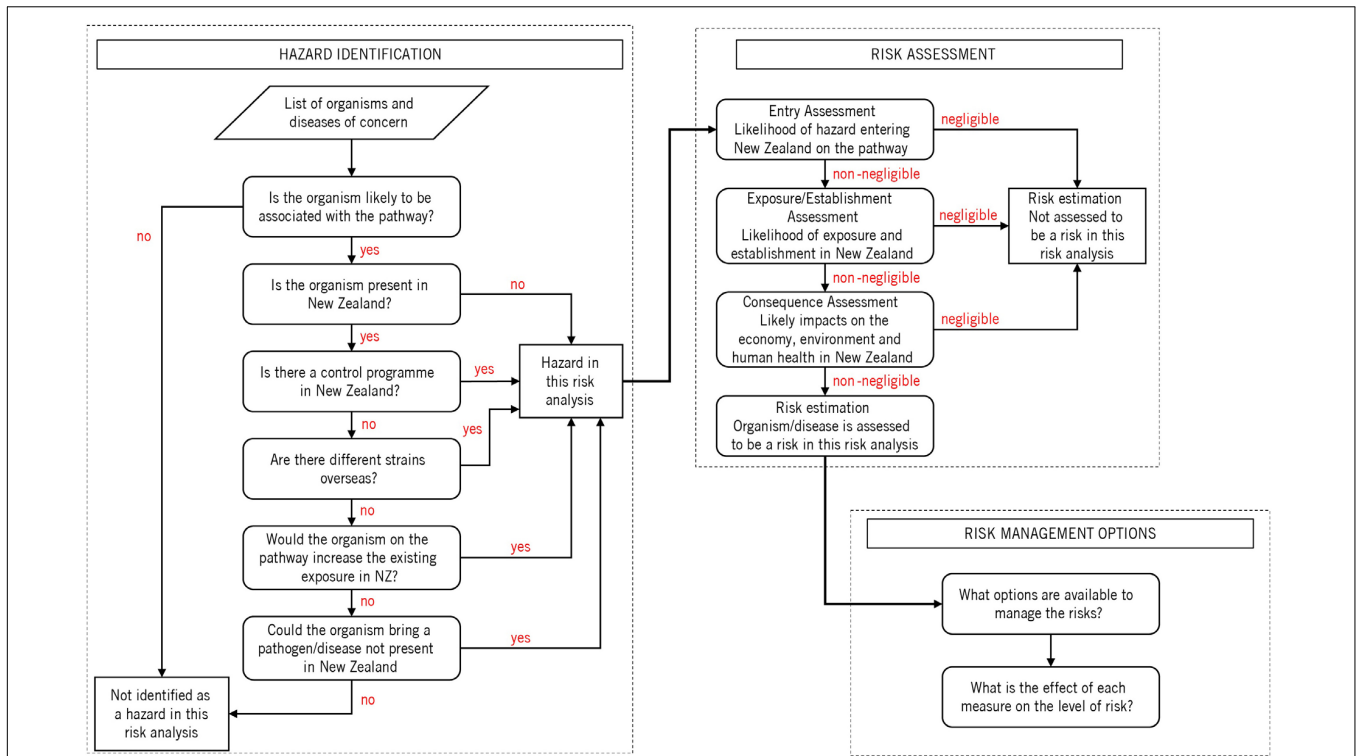 HAZARD IDENTIFICATION
List of organisms and
diseases of concern
Is the organism likely to be
associated with the pathway?
no
yes
Is the organism present in
New Zealand?
no
yes
Is there a control programme
in New Zealand?
yes
no
Are there different strains
overseas?
yes
no
Would the organism on the
pathway increase the existing
exposure in NZ?
yes
no
Could the organism bring a
pathogen/disease not present
in New Zealand
yes
no
Not identified as
a hazard in this
risk analysis
Hazard in
this risk
analysis
RISK ASSESSMENT
Entry Assessment
Likelihood of hazard entering
New Zealand on the pathway
negligible
non-negligible
Exposure/Establishment
Assessment
Likelihood of exposure and
establishment in New Zealand
negligible
non-negligible
Consequence Assessment
Likely impacts on the
economy, environment and
human health in New Zealand
negligible
non-negligible
Risk estimation
Organism/disease is assessed
to be a risk in this risk analysis
Risk estimation
Not assessed to
be a risk in this
risk analysis
RISK MANAGEMENT OPTIONS
What options are available to
manage the risks?
What is the effect of each
measure on the level of risk?